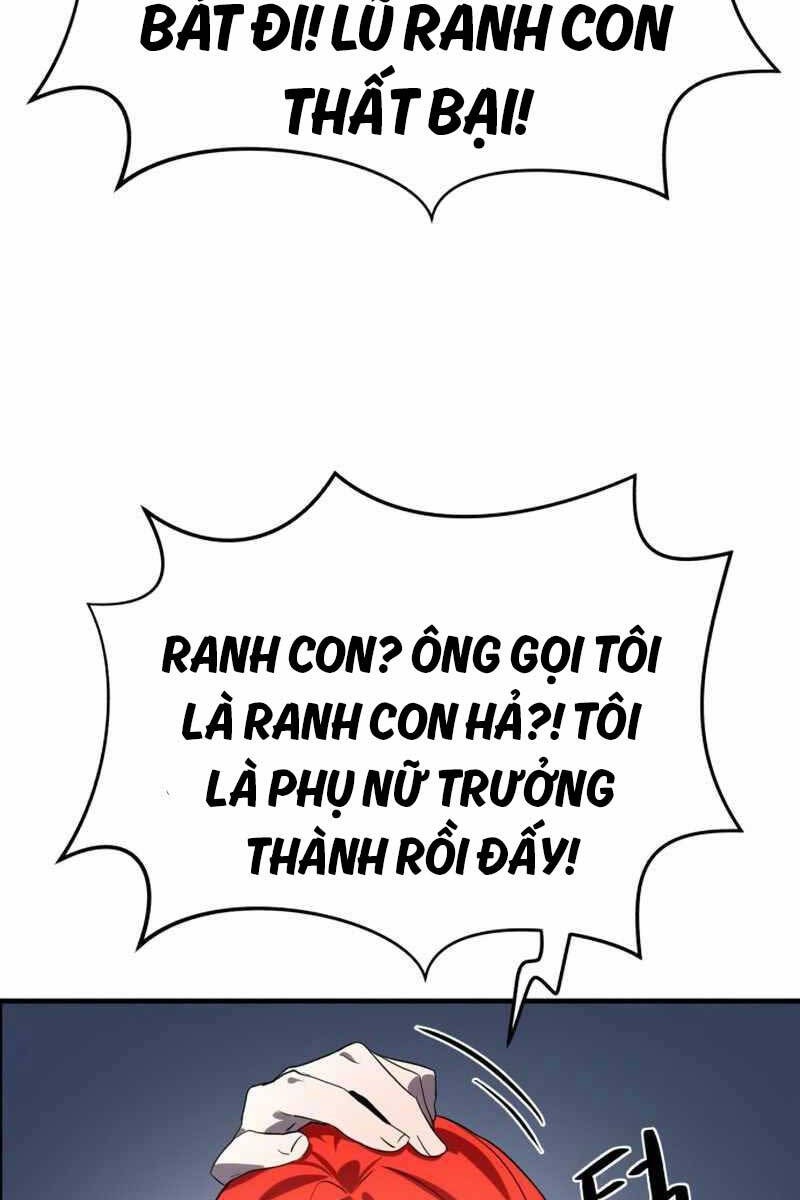 BÁT ĐI! LŨ RANH CON
THẤT BẠI!
RANH CON? ÔNG GỌI TÔI
LÀ RANH CON HẢ?! TÔI
LÀ PHỤ NỮ TRƯỞNG
THÀNH RỒI ĐẤY!